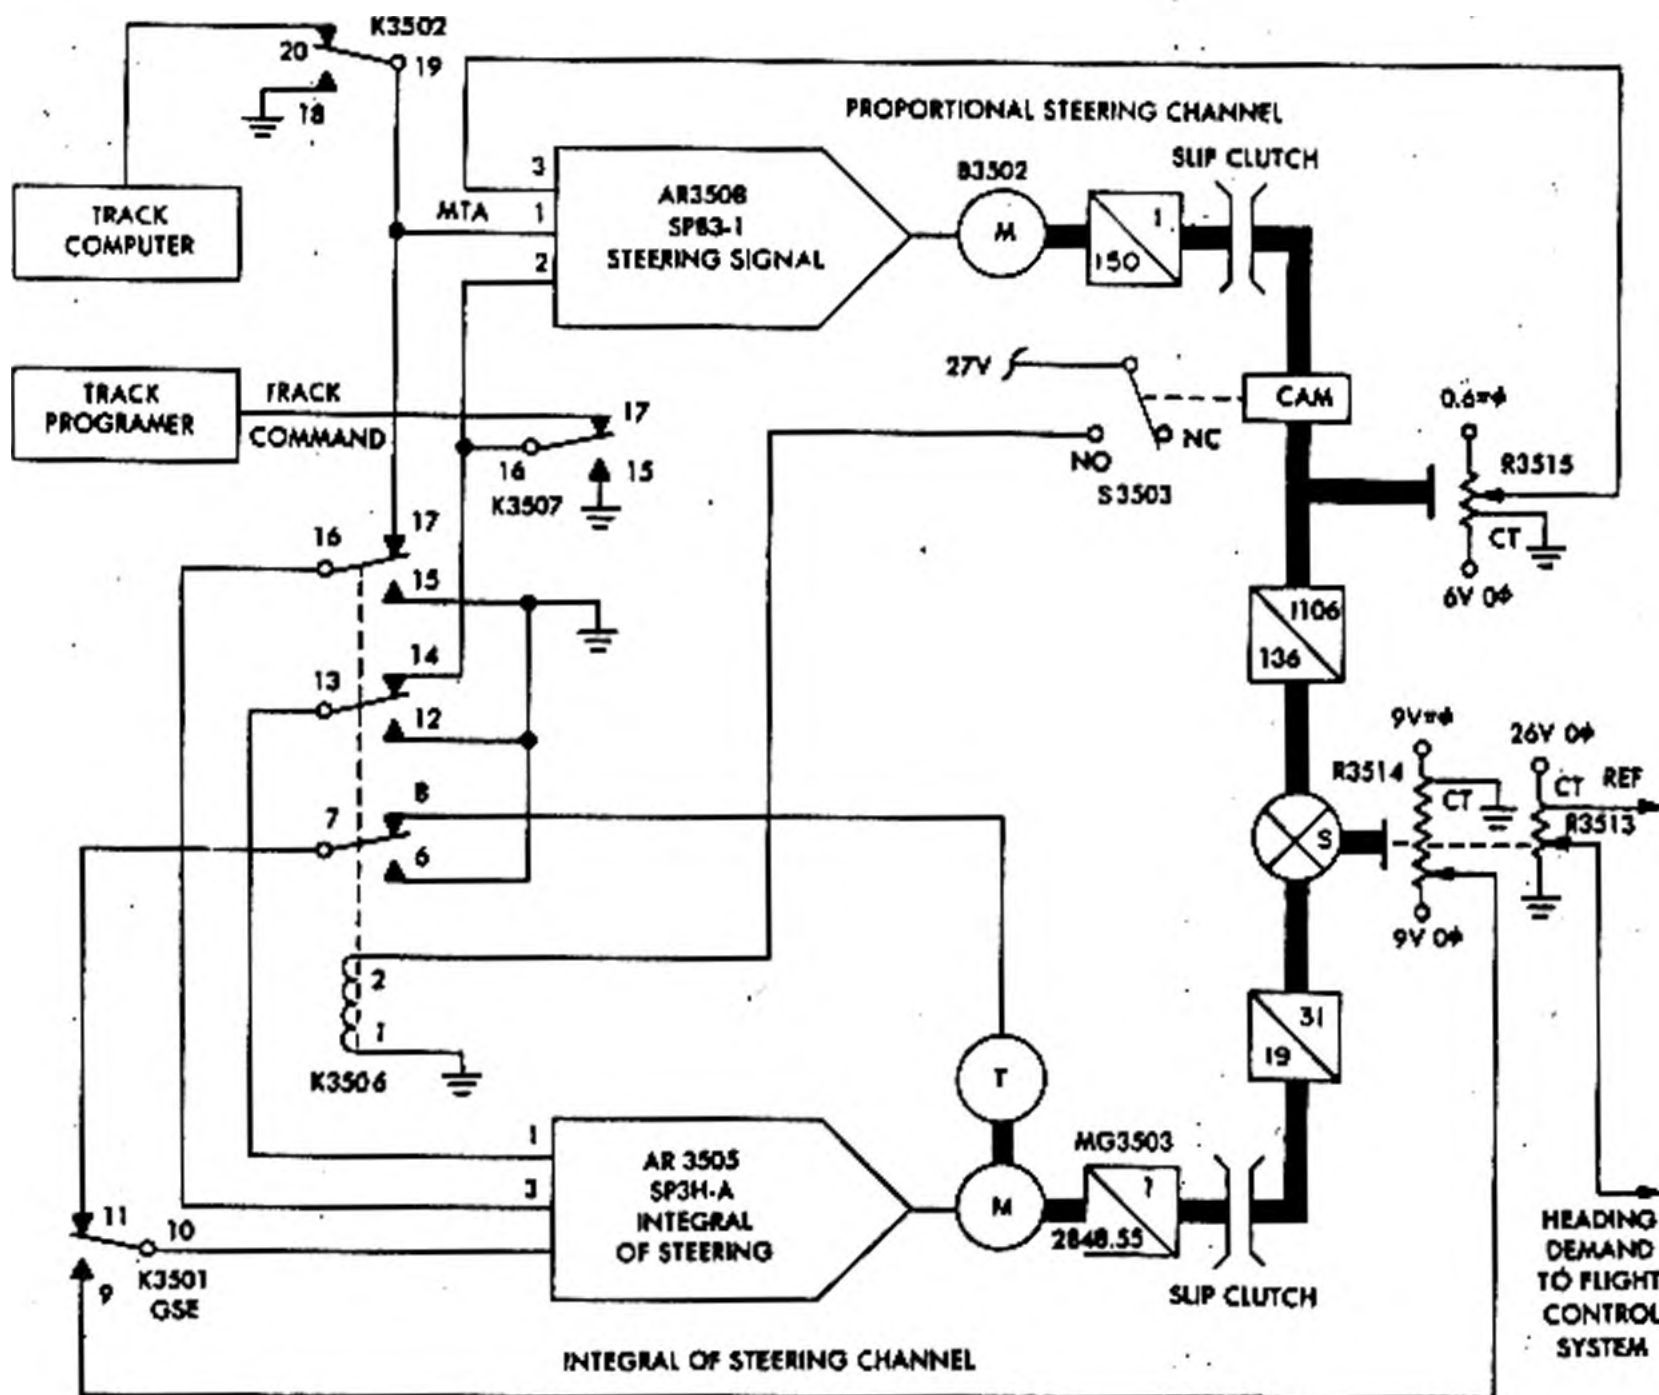 K3502
20
19
18
PROPORTIONAL STEERING CHANNEL
SLIP CLUTCH
TRACK
COMPUTER
MTA
3
1
2
AR3508
SP83-1
STEERING SIGNAL
B3502
M
1
150
27V
NO
NC
S3503
CAM
0.6πϕ
R3515
CT
6V 0ϕ
TRACK
PROGRAMER
TRACK
COMMAND
17
16
15
K3507
16
17
15
14
13
12
8
7
6
2
1
K3506
1106
136
9Vπϕ
R3514
CT
9V 0ϕ
26V 0ϕ
CT
REF
R3513
S
31
19
T
MG3503
M
2848.55
SLIP CLUTCH
1
3
AR 3505
SP3H-A
INTEGRAL
OF STEERING
11
10
9
K3501
GSE
HEADING
DEMAND
TO FLIGHT
CONTROL
SYSTEM
INTEGRAL OF STEERING CHANNEL